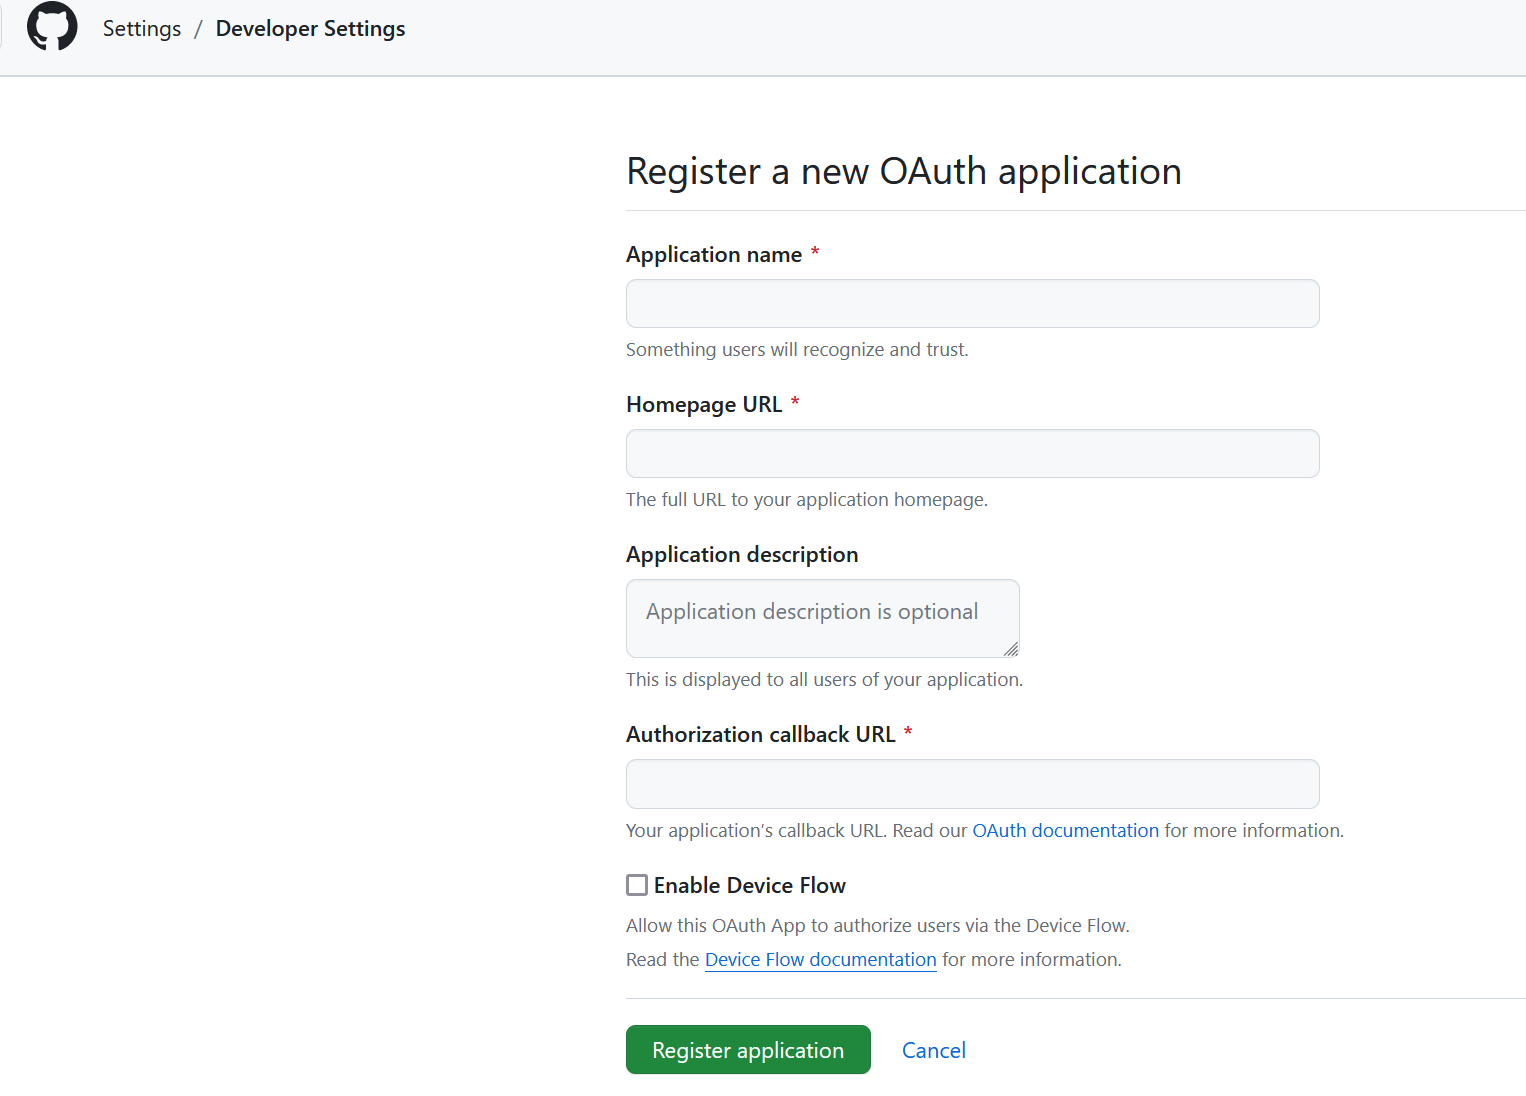 Settings / Developer Settings
Register a new OAuth application
Application name *
Something users will recognize and trust.
Homepage URL *
The full URL to your application homepage.
Application description
Application description is optional
This is displayed to all users of your application.
Authorization callback URL *
Your application’s callback URL. Read our OAuth documentation for more information.
Enable Device Flow
Allow this OAuth App to authorize users via the Device Flow.
Read the Device Flow documentation for more information.
Register application Cancel